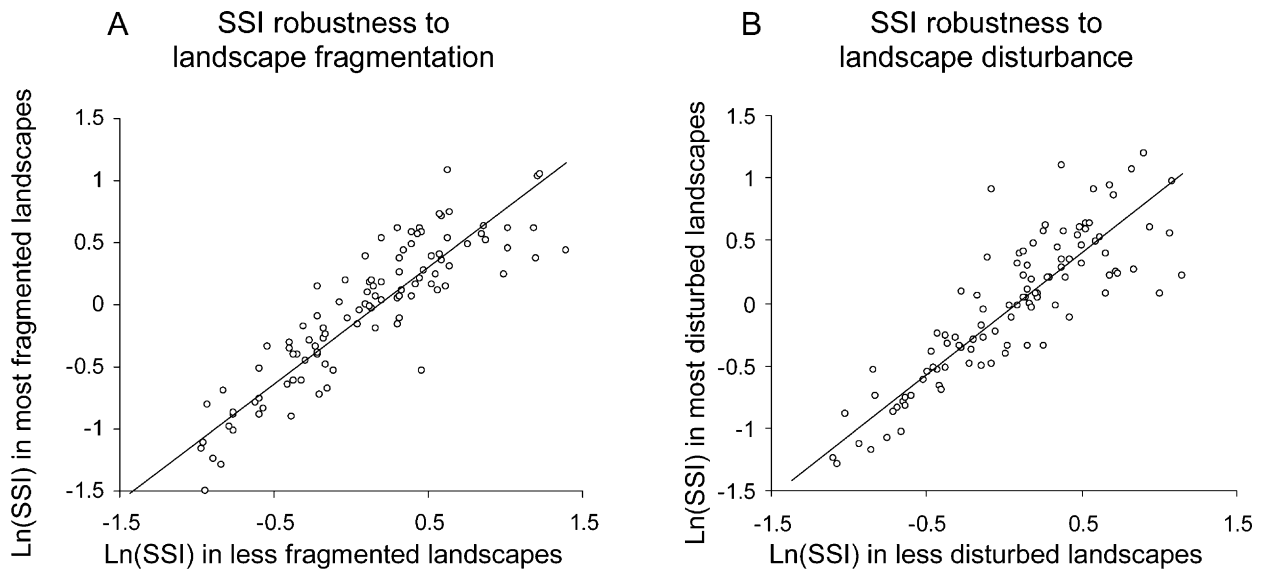 A
SSI robustness to
landscape fragmentation
Ln(SSI) in most fragmented landscapes
1.5
1
0.5
0
-0.5
-1
-1.5
-1.5
-0.5
0.5
1.5
Ln(SSI) in less fragmented landscapes
B
SSI robustness to
landscape disturbance
Ln(SSI) in most disturbed landscapes
1.5
1
0.5
0
-0.5
-1
-1.5
-1.5
-0.5
0.5
1.5
Ln(SSI) in less disturbed landscapes